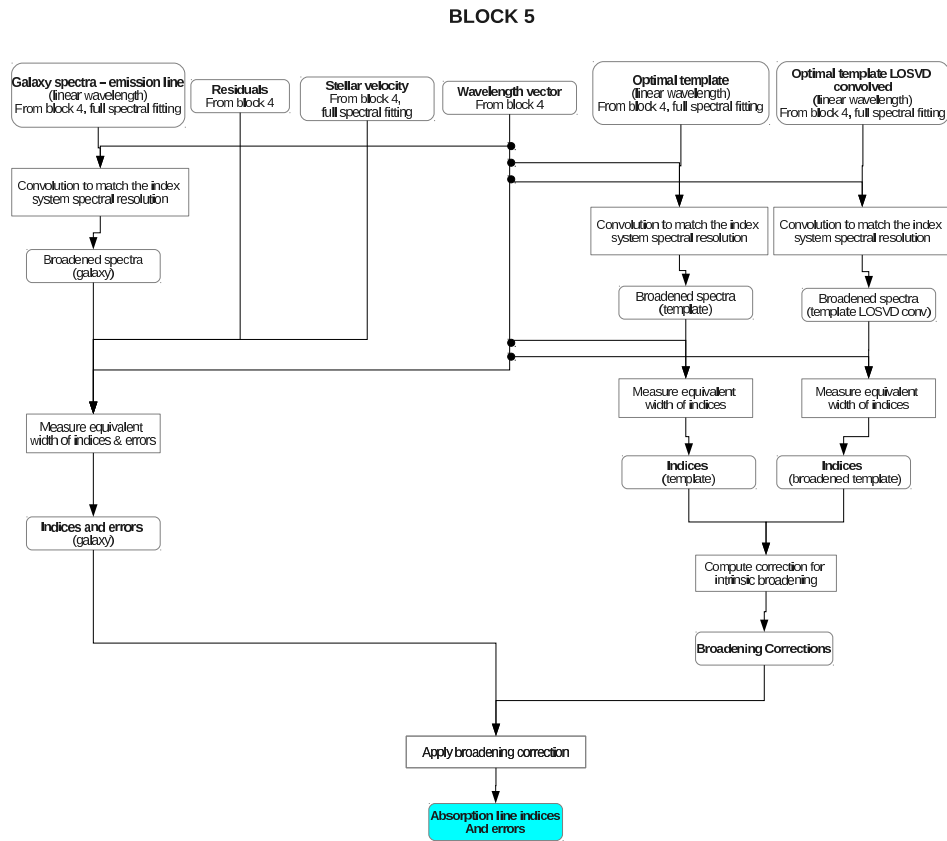 BLOCK 5
Galaxy spectra – emission line
(linear wavelength)
From block 4, full spectral fitting
Residuals
From block 4
Stellar velocity
From block 4,
full spectral fitting
Wavelength vector
From block 4
Optimal template
(linear wavelength)
From block 4, full spectral fitting
Optimal template LOSVD
convolved
(linear wavelength)
From block 4, full spectral fitting
Convolution to match the index
system spectral resolution
Convolution to match the index
system spectral resolution
Convolution to match the index
system spectral resolution
Broadened spectra
(galaxy)
Broadened spectra
(template)
Broadened spectra
(template LOSVD conv)
Measure equivalent
width of indices
Measure equivalent
width of indices
Measure equivalent
width of indices & errors
Indices
(template)
Indices
(broadened template)
Indices and errors
(galaxy)
Compute correction for
intrinsic broadening
Broadening Corrections
Apply broadening correction
Absorption line indices
And errors